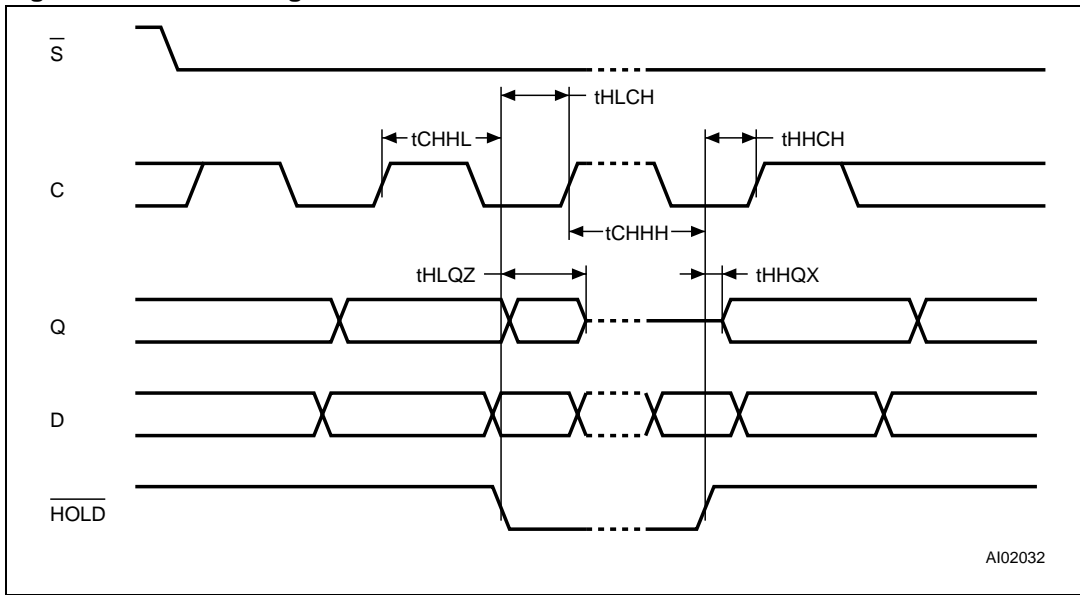 S
tHLCH
tCHHL
tHHCH
C
tCHHH
tHLQZ
tHHQX
Q
D
HOLD
AI02032